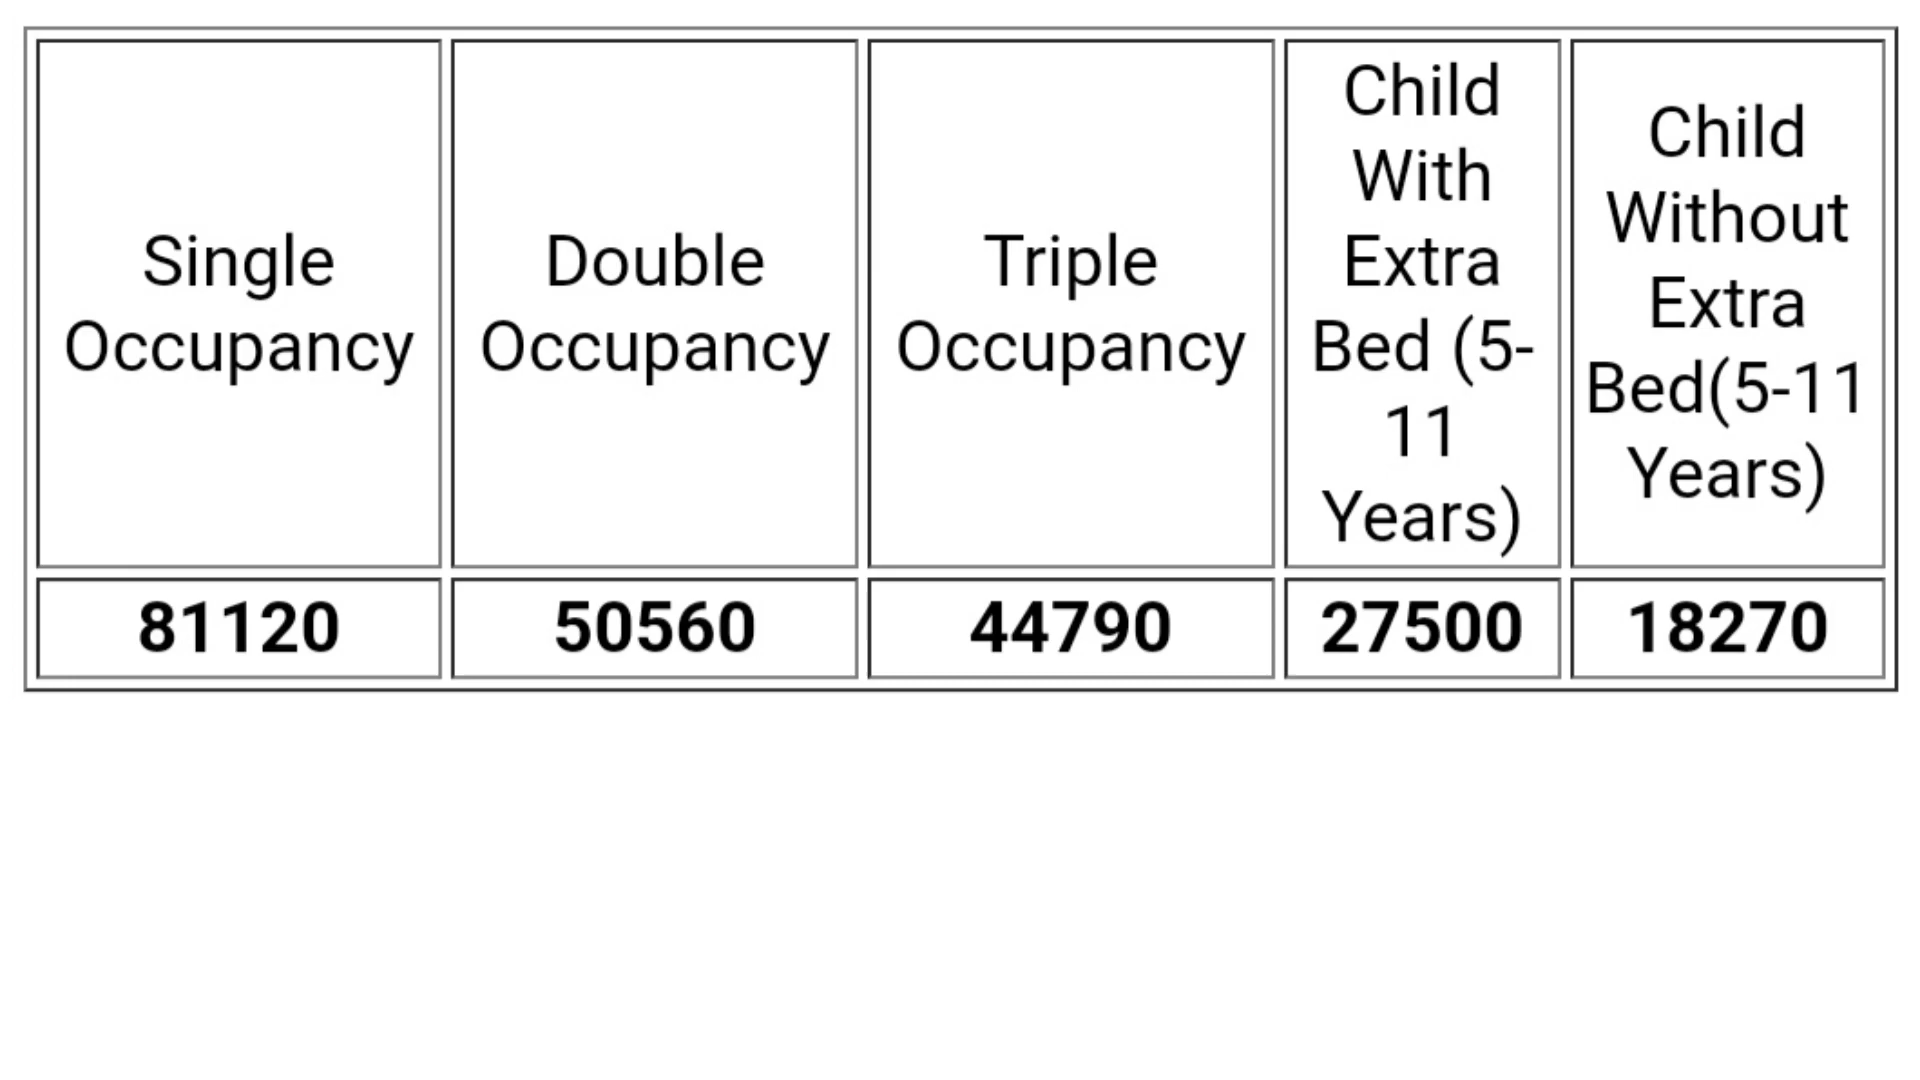 Single
Occupancy
Double
Occupancy
Triple
Occupancy
Child
With
Extra
Bed (5-
11
Years)
Child
Without
Extra
Bed(5-11
Years)
81120
50560
44790
27500
18270